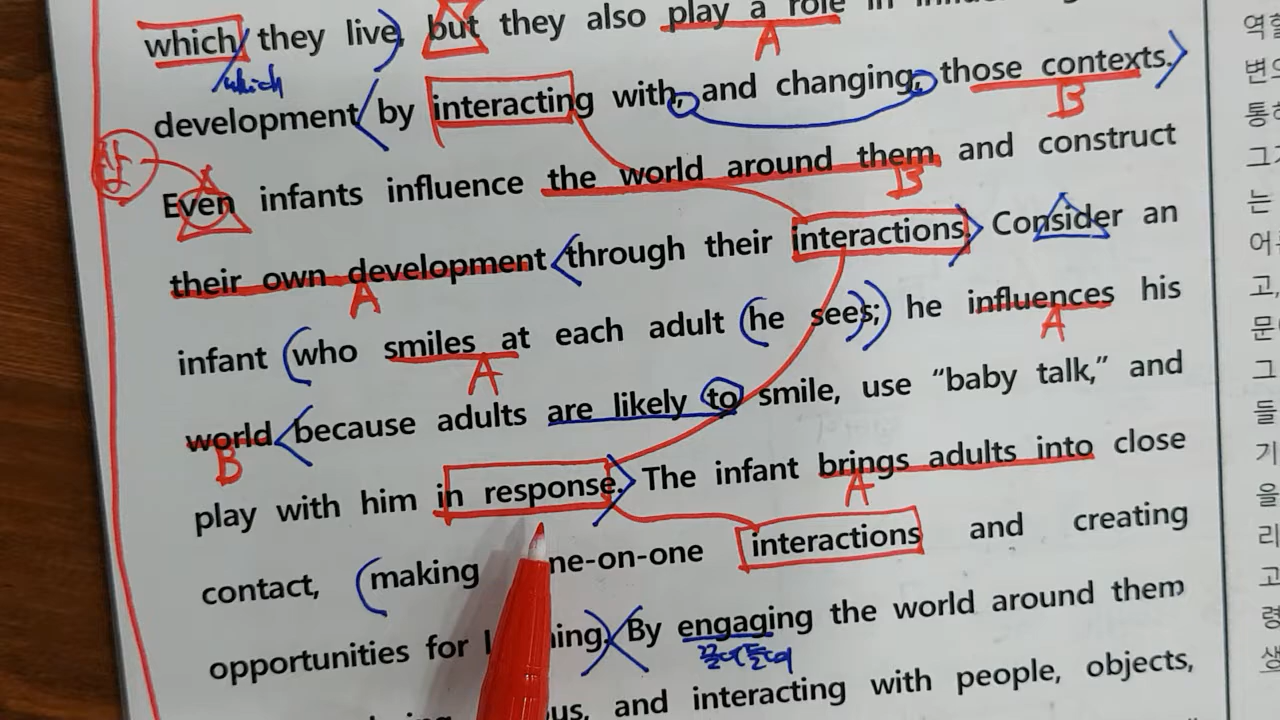 which they live, but they also play a role in
which
A
development by interacting with, and changing, those contexts.
B
Even infants influence the world around them and construct
B
their own development through their interactions. Consider an
A
infant (who smiles at each adult (he sees;)) he influences his
A
A
world because adults are likely to smile, use “baby talk,” and
B
play with him in response. The infant brings adults into close
A
contact, (making ne-on-one interactions and creating
opportunities for l ning. By engaging the world around them
끌어들여
us, and interacting with people, objects,
변
통
그
는
어
고,
문
그
들
기
을
리
고
생